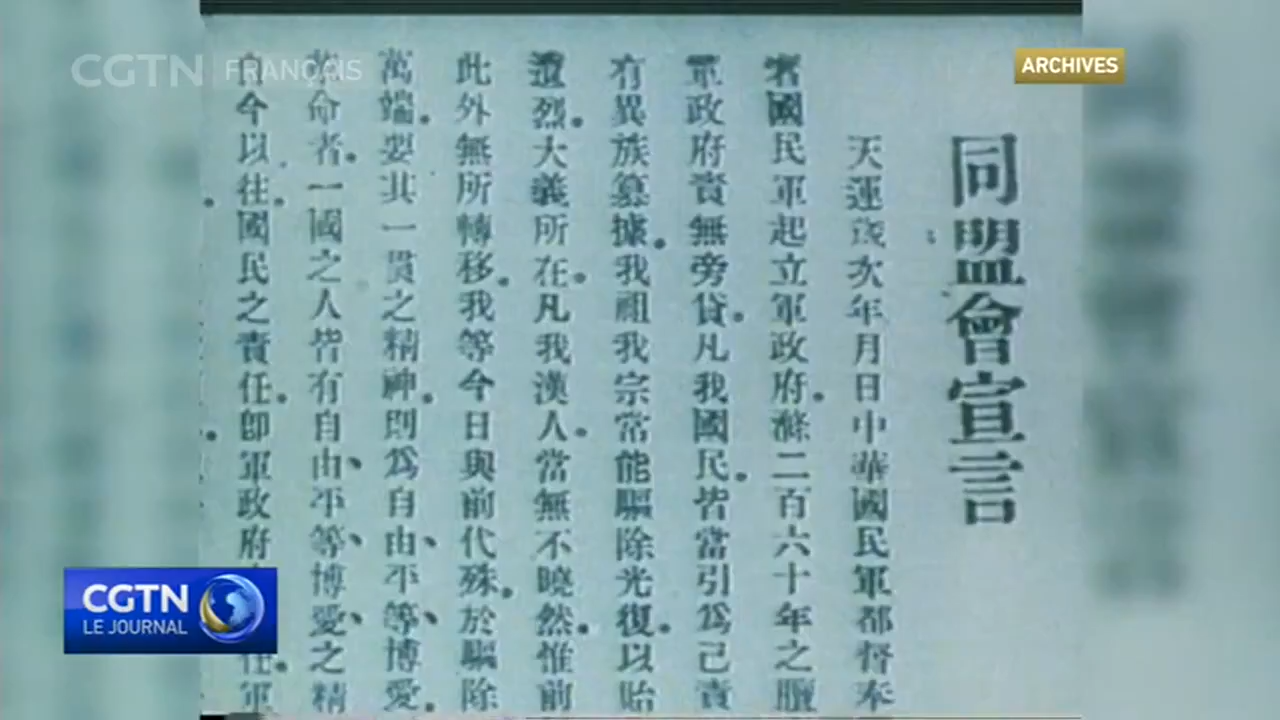 CGTN FRANÇAIS
ARCHIVES
同盟會宣言
天運歲次年月日中華國民軍都督奉
者國民軍起立軍政府。滌二百六十年之膻
軍政府責無旁貸。凡我國民。皆當引爲己責
有異族篡據。我祖我宗常能驅除光復。以貽
遺烈。大義所在。凡我漢人。當無不曉然。惟前
此外無所轉移。我等今日與前代殊。於驅除
萬端。要其一貫之精神。則爲自由、平等、博愛。
命者。一國之人皆有自由、平等、博愛之精
今以往。國民之責任。卽軍政府 任。軍
CGTN
LE JOURNAL